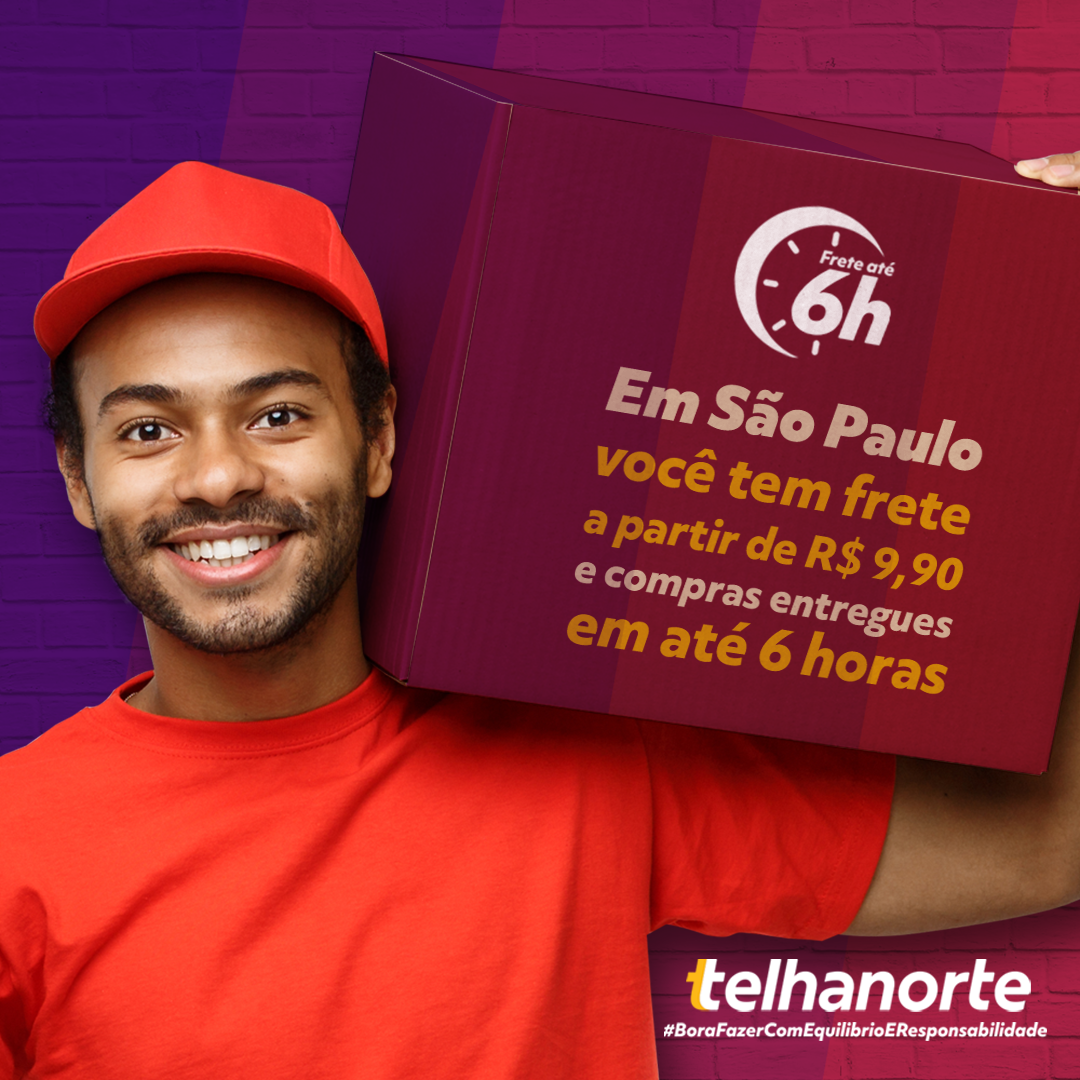 Frete até
6h
Em São Paulo
você tem frete
a partir de R$ 9,90
e compras entregues
em até 6 horas
telhanorte
#BoraFazerComEquilibrioEResponsabilidade